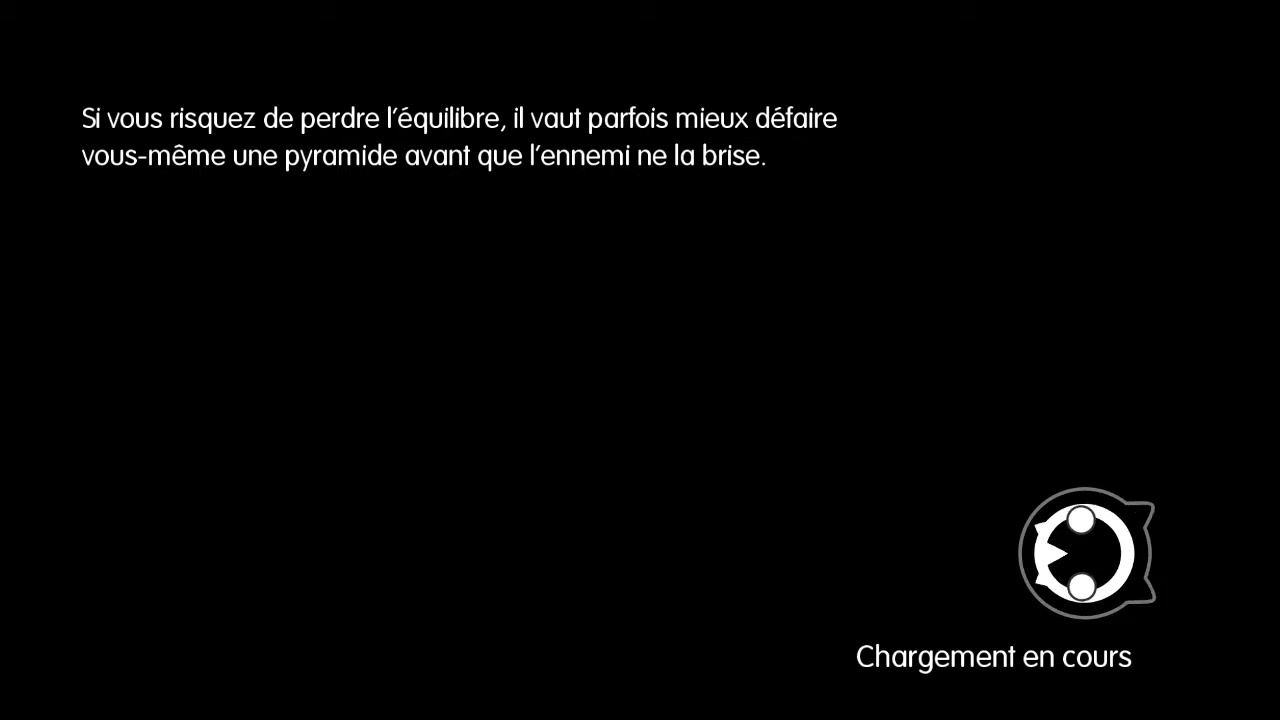 Si vous risquez de perdre l'équilibre, il vaut parfois mieux défaire
vous-même une pyramide avant que l'ennemi ne la brise.
Chargement en cours